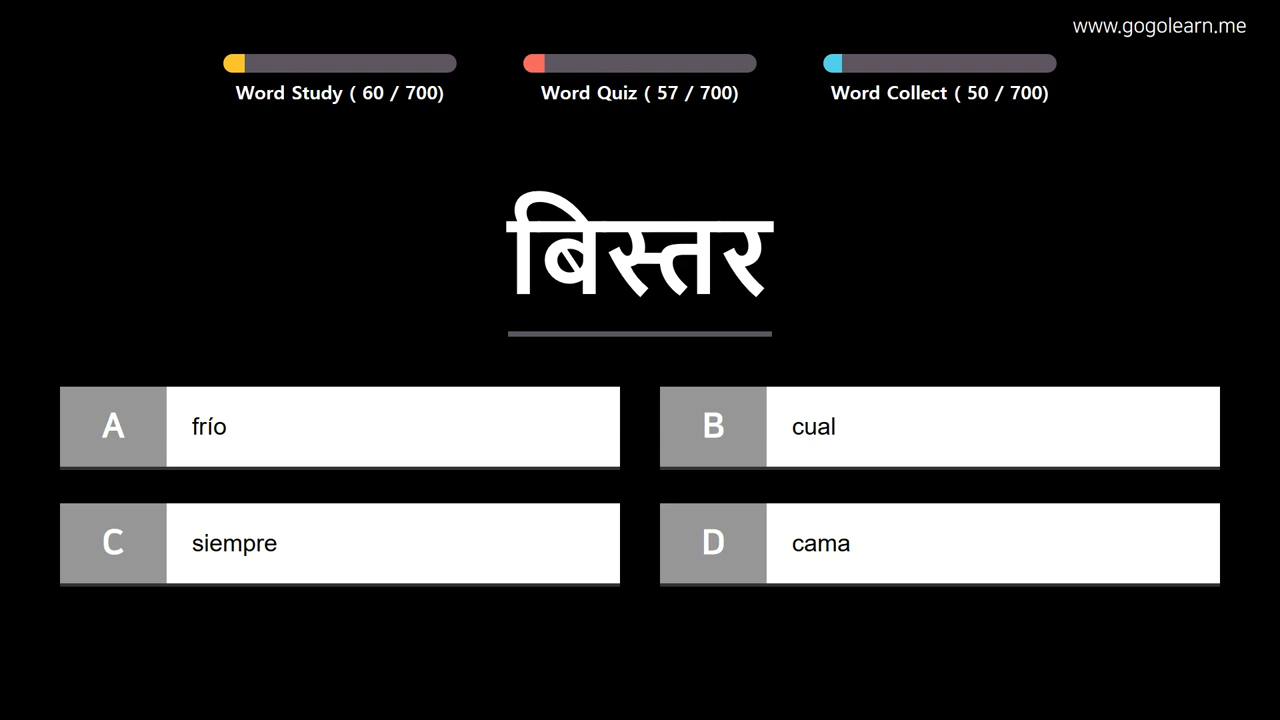 www.gogolearn.me
Word Study ( 60 / 700)
Word Quiz ( 57 / 700)
Word Collect ( 50 / 700)
बिस्तर
A frío
B cual
C siempre
D cama